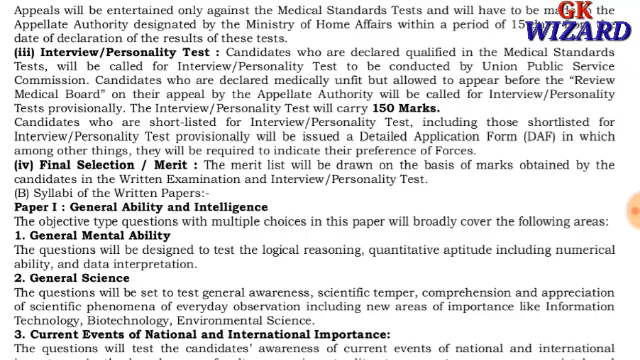 Appeals will be entertained only against the Medical Standards Tests and will have to be made to the
Appellate Authority designated by the Ministry of Home Affairs within a period of 15
date of declaration of the results of these tests.
(iii) Interview/Personality Test : Candidates who are declared qualified in the Medical Standards
Tests, will be called for Interview/Personality Test to be conducted by Union Public Service
Commission. Candidates who are declared medically unfit but allowed to appear before the “Review
Medical Board” on their appeal by the Appellate Authority will be called for Interview/Personality
Tests provisionally. The Interview/Personality Test will carry 150 Marks.
Candidates who are short-listed for Interview/Personality Test, including those shortlisted for
Interview/Personality Test provisionally will be issued a Detailed Application Form (DAF) in which
among other things, they will be required to indicate their preference of Forces.
(iv) Final Selection / Merit : The merit list will be drawn on the basis of marks obtained by the
candidates in the Written Examination and Interview/Personality Test.
(B) Syllabi of the Written Papers:-
Paper I : General Ability and Intelligence
The objective type questions with multiple choices in this paper will broadly cover the following areas:
1. General Mental Ability
The questions will be designed to test the logical reasoning, quantitative aptitude including numerical
ability, and data interpretation.
2. General Science
The questions will be set to test general awareness, scientific temper, comprehension and appreciation
of scientific phenomena of everyday observation including new areas of importance like Information
Technology, Biotechnology, Environmental Science.
3. Current Events of National and International Importance:
The questions will test the candidates’ awareness of current events of national and international
GK
WIZARD